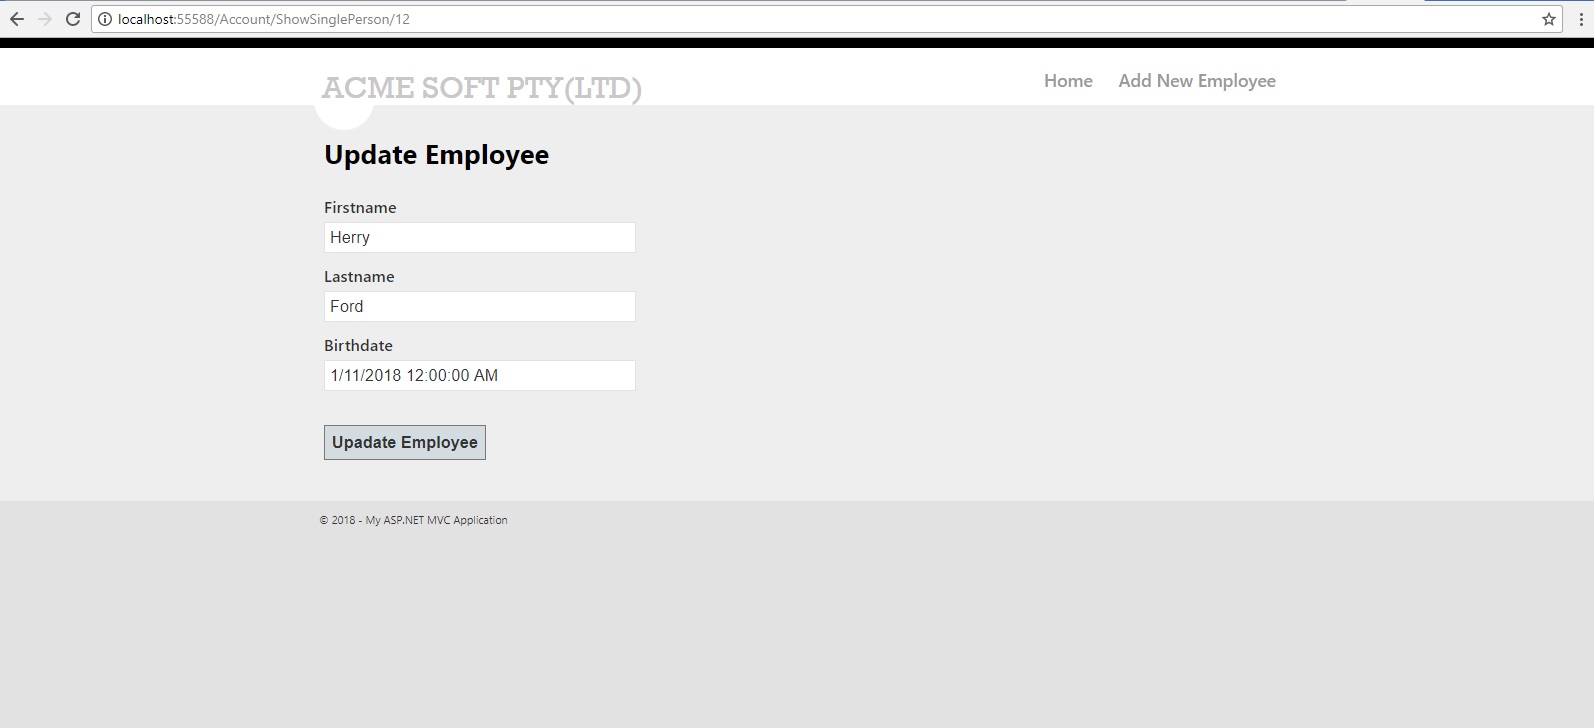 localhost:55588/Account/ShowSinglePerson/12
ACME SOFT PTY(LTD)
Home Add New Employee
Update Employee
Firstname
Herry
Lastname
Ford
Birthdate
1/11/2018 12:00:00 AM
Upadate Employee
© 2018 - My ASP.NET MVC Application